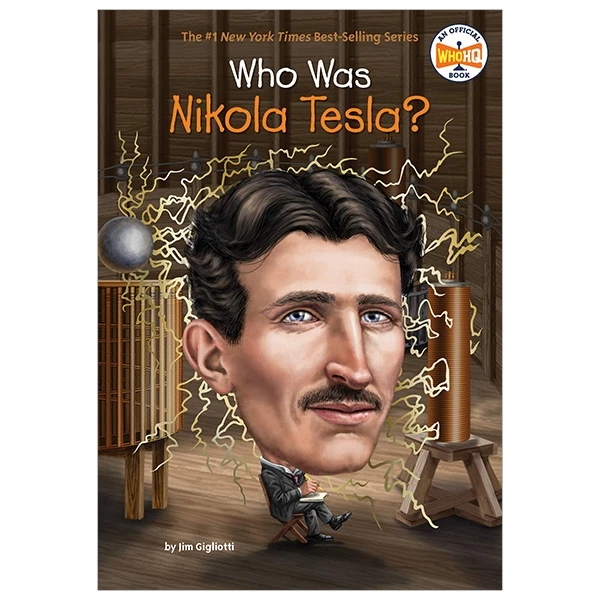 The #1 New York Times Best-Selling Series
AN OFFICIAL
WHOHQ
BOOK
Who Was
Nikola Tesla?
by Jim Gigliotti